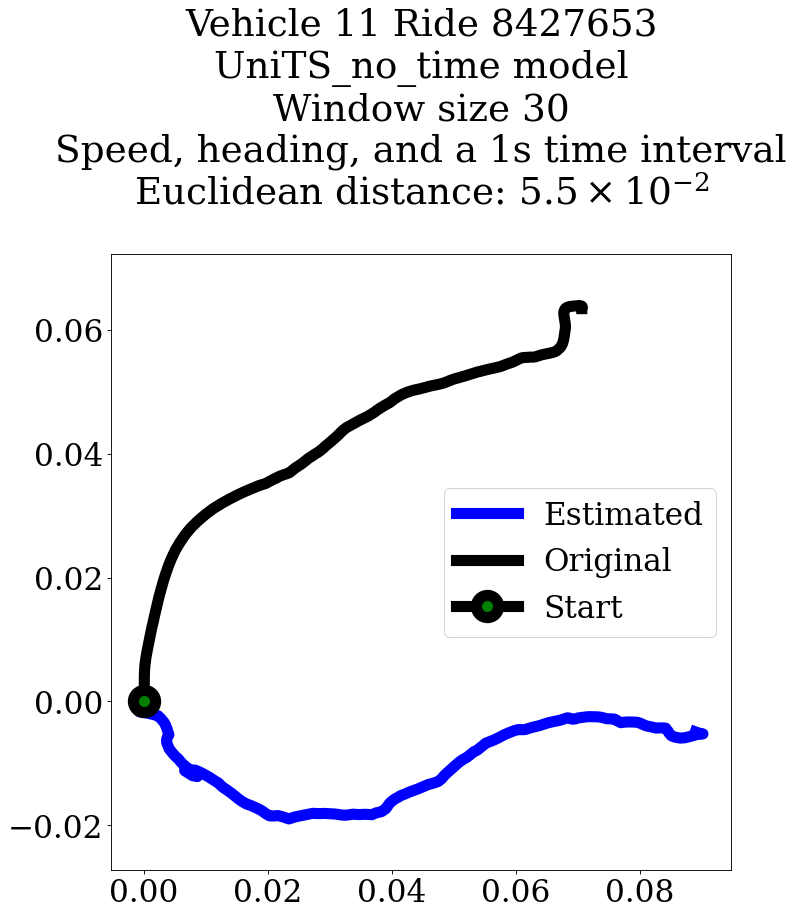 Vehicle 11 Ride 8427653
UniTS_no_time model
Window size 30
Speed, heading, and a 1s time interval
Euclidean distance: 5.5 × 10⁻²
0.06
0.04
Estimated
Original
0.02
Start
0.00
−0.02
0.00 0.02 0.04 0.06 0.08